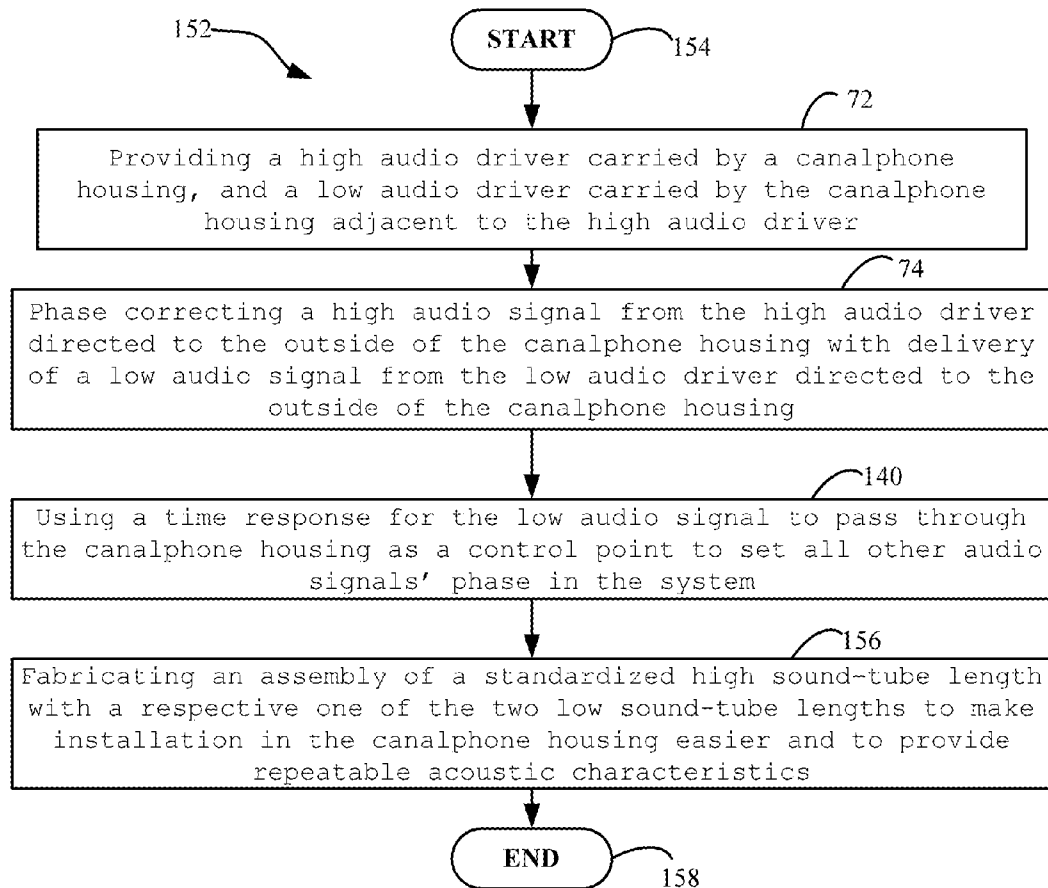 152
START
154
72
Providing a high audio driver carried by a canalphone
housing, and a low audio driver carried by the canalphone
housing adjacent to the high audio driver
74
Phase correcting a high audio signal from the high audio driver
directed to the outside of the canalphone housing with delivery
of a low audio signal from the low audio driver directed to the
outside of the canalphone housing
140
Using a time response for the low audio signal to pass through
the canalphone housing as a control point to set all other audio
signals’ phase in the system
156
Fabricating an assembly of a standardized high sound-tube length
with a respective one of the two low sound-tube lengths to make
installation in the canalphone housing easier and to provide
repeatable acoustic characteristics
END
158